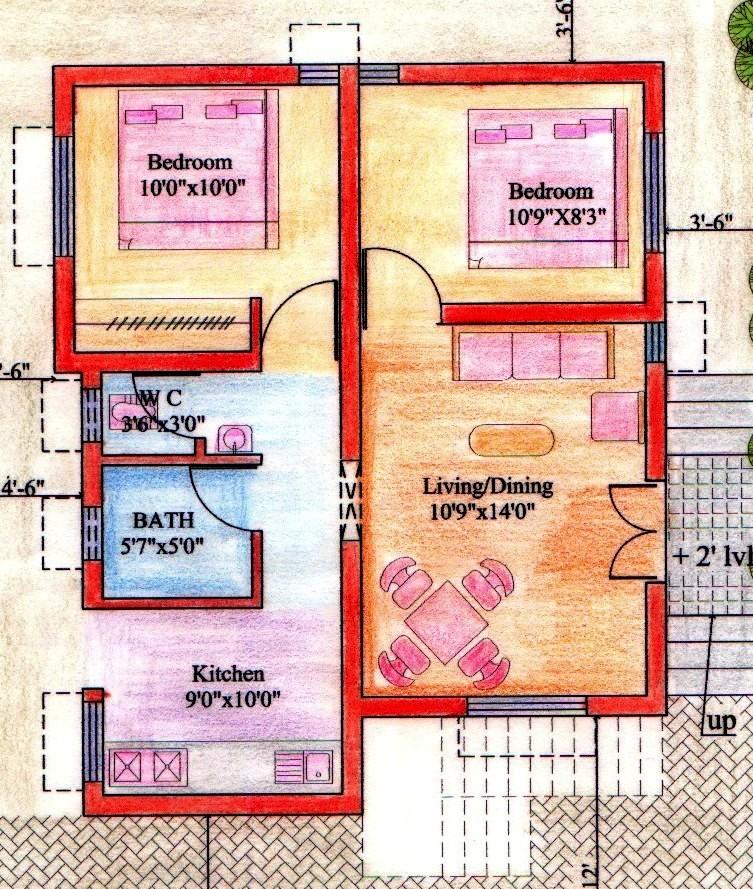 3'-6"
Bedroom
10'0"x10'0"
Bedroom
10'9"X8'3"
3'-6"
-6"
W C
3'6"x3'0"
4'-6"
BATH
5'7"x5'0"
Living/Dining
10'9"x14'0"
+ 2' lvl
Kitchen
9'0"x10'0"
up
12'